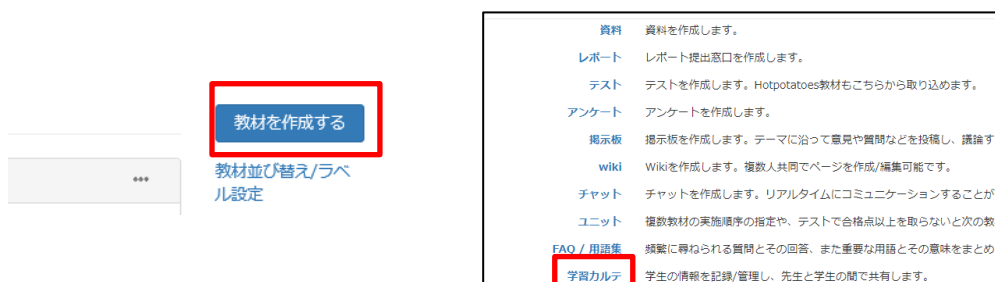 教材を作成する
•••
教材並び替え/ラベ
ル設定
資料 資料を作成します。
レポート レポート提出窓口を作成します。
テスト テストを作成します。Hotpotatoes教材もこちらから取り込めます。
アンケート アンケートを作成します。
掲示板 掲示板を作成します。テーマに沿って意見や質問などを投稿し、議論す
wiki Wikiを作成します。複数人共同でページを作成/編集可能です。
チャット チャットを作成します。リアルタイムにコミュニケーションすることが
ユニット 複数教材の実施順序の指定や、テストで合格点以上を取らないと次の教
FAQ / 用語集 頻繁に尋ねられる質問とその回答、また重要な用語とその意味をまとめ
学習カルテ 学生の情報を記録/管理し、先生と学生の間で共有します。